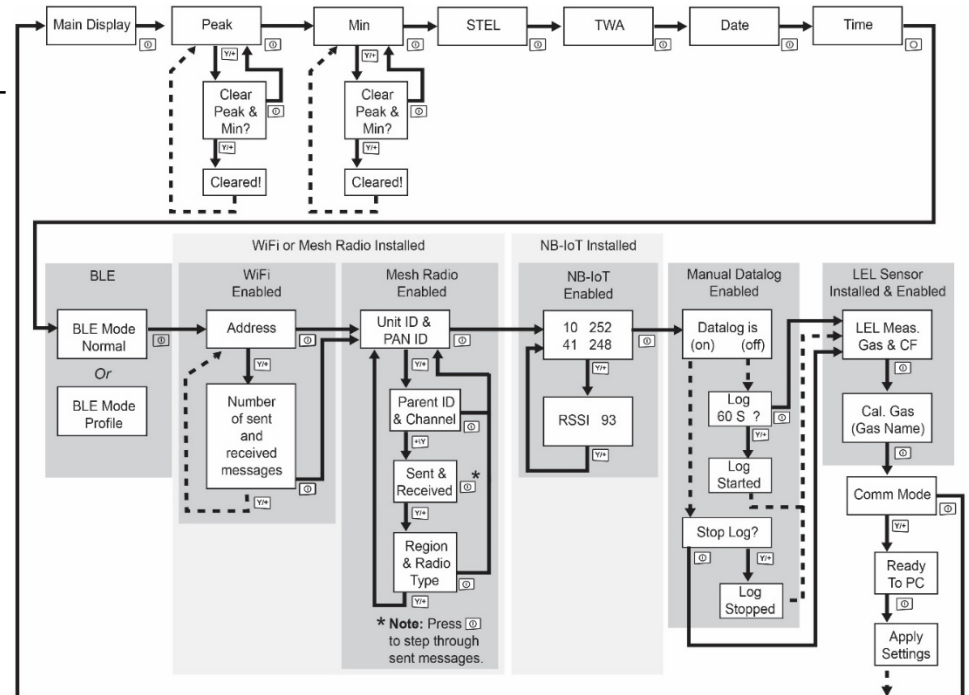 Main Display
Peak
Min
STEL
TWA
Date
Time
Y/+
Y/+
Clear
Peak &
Min?
Clear
Peak &
Min?
Y/+
Y/+
Cleared!
Cleared!
WiFi or Mesh Radio Installed
NB-IoT Installed
BLE
WiFi
Enabled
Mesh Radio
Enabled
NB-IoT
Enabled
Manual Datalog
Enabled
LEL Sensor
Installed & Enabled
BLE Mode
Normal
Or
BLE Mode
Profile
Address
Y/+
Number
of sent
and
received
messages
Y/+
Unit ID &
PAN ID
Y/+
Parent ID
& Channel
+/Y
Sent &
Received
*
Y/+
Region
& Radio
Type
Y/+
* Note: Press
to step through
sent messages.
10 252
41 248
Y/+
RSSI 93
Y/+
Datalog is
(on) (off)
Log
60 S ?
Y/+
Log
Started
Stop Log?
Y/+
Log
Stopped
LEL Meas.
Gas & CF
Cal. Gas
(Gas Name)
Comm Mode
Y/+
Ready
To PC
Apply
Settings